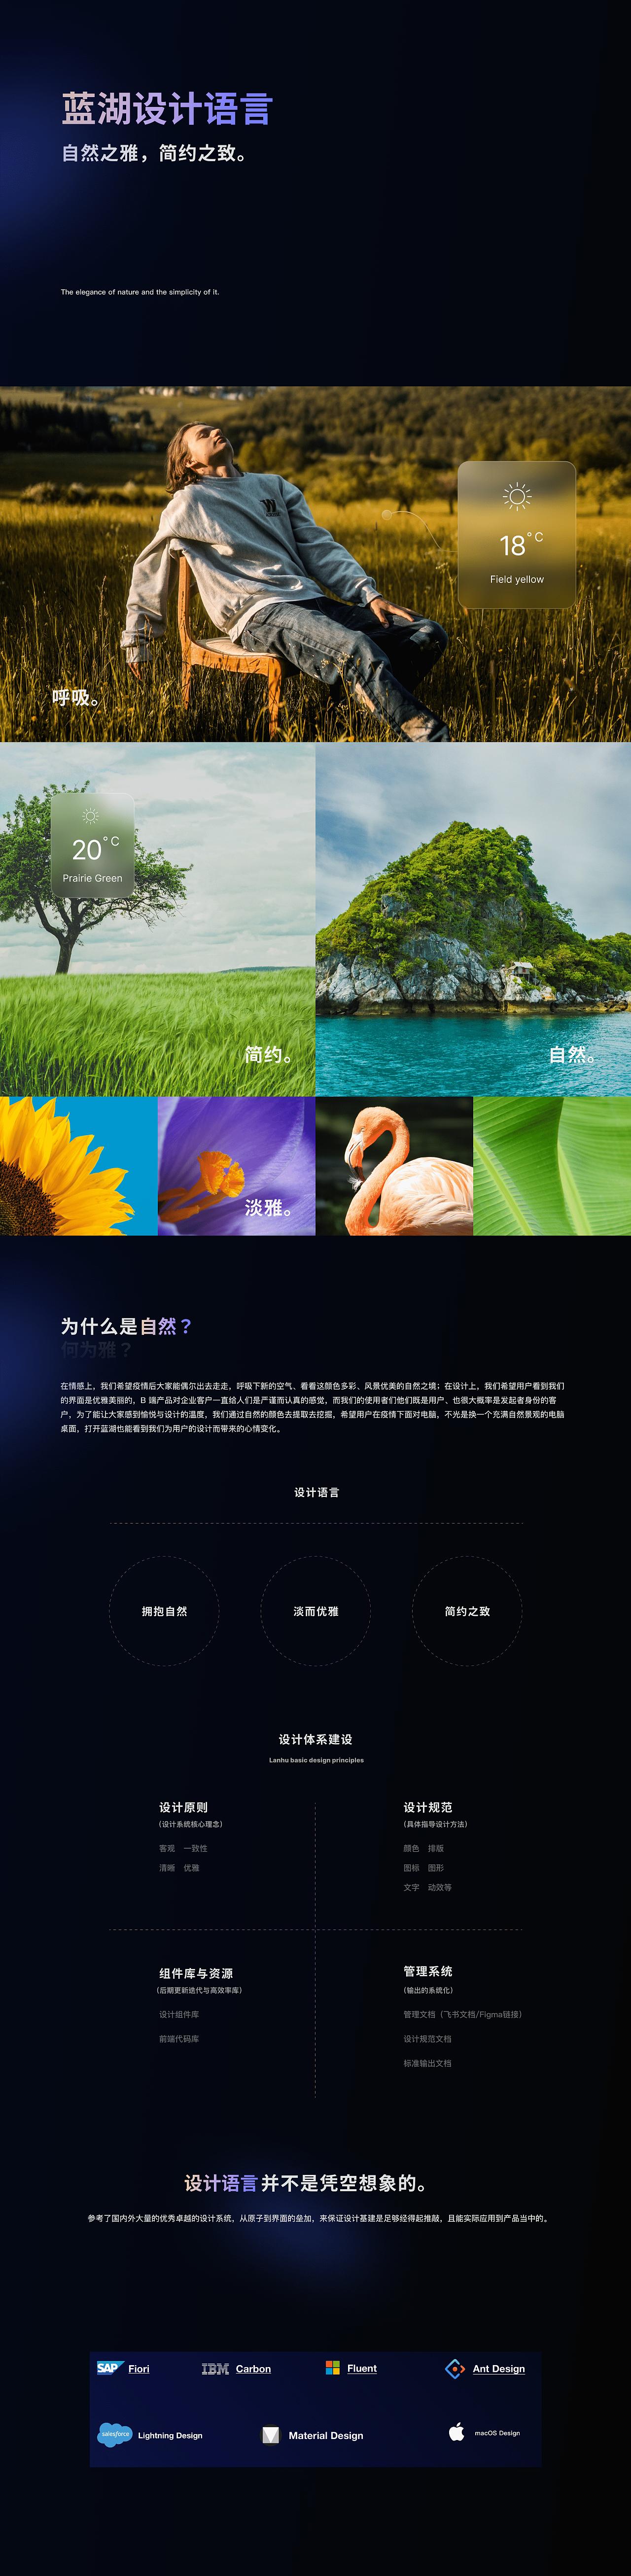 蓝湖设计语言
自然之雅，简约之致。
The elegance of nature and the simplicity of it.
18°C
Field yellow
呼吸。
20°C
Prairie Green
简约。
自然。
淡雅。
为什么是自然？
何为雅？
在情感上，我们希望疫情后大家能偶尔出去走走，呼吸下新的空气、看看这颜色多彩、风景优美的自然之境；在设计上，我们希望用户看到我们
的界面是优雅美丽的，B 端产品对企业客户一直给人们是严谨而认真的感觉，而我们的使用者们他们既是用户、也很大概率是发起者身份的客
户，为了能让大家感到愉悦与设计的温度，我们通过自然的颜色去提取去挖掘，希望用户在疫情下面对电脑，不光是换一个充满自然景观的电脑
桌面，打开蓝湖也能看到我们为用户的设计而带来的心情变化。
设计语言
拥抱自然
淡而优雅
简约之致
设计体系建设
Lanhu basic design principles
设计原则
（设计系统核心理念）
客观 一致性
清晰 优雅
设计规范
（具体指导设计方法）
颜色 排版
图标 图形
文字 动效等
组件库与资源
（后期更新迭代与高效率库）
设计组件库
前端代码库
管理系统
（输出的系统化）
管理文档（飞书文档/Figma链接）
设计规范文档
标准输出文档
设计语言并不是凭空想象的。
参考了国内外大量的优秀卓越的设计系统，从原子到界面的垒加，来保证设计基建是足够经得起推敲，且能实际应用到产品当中的。
SAP Fiori
IBM Carbon
Fluent
Ant Design
salesforce Lightning Design
Material Design
macOS Design